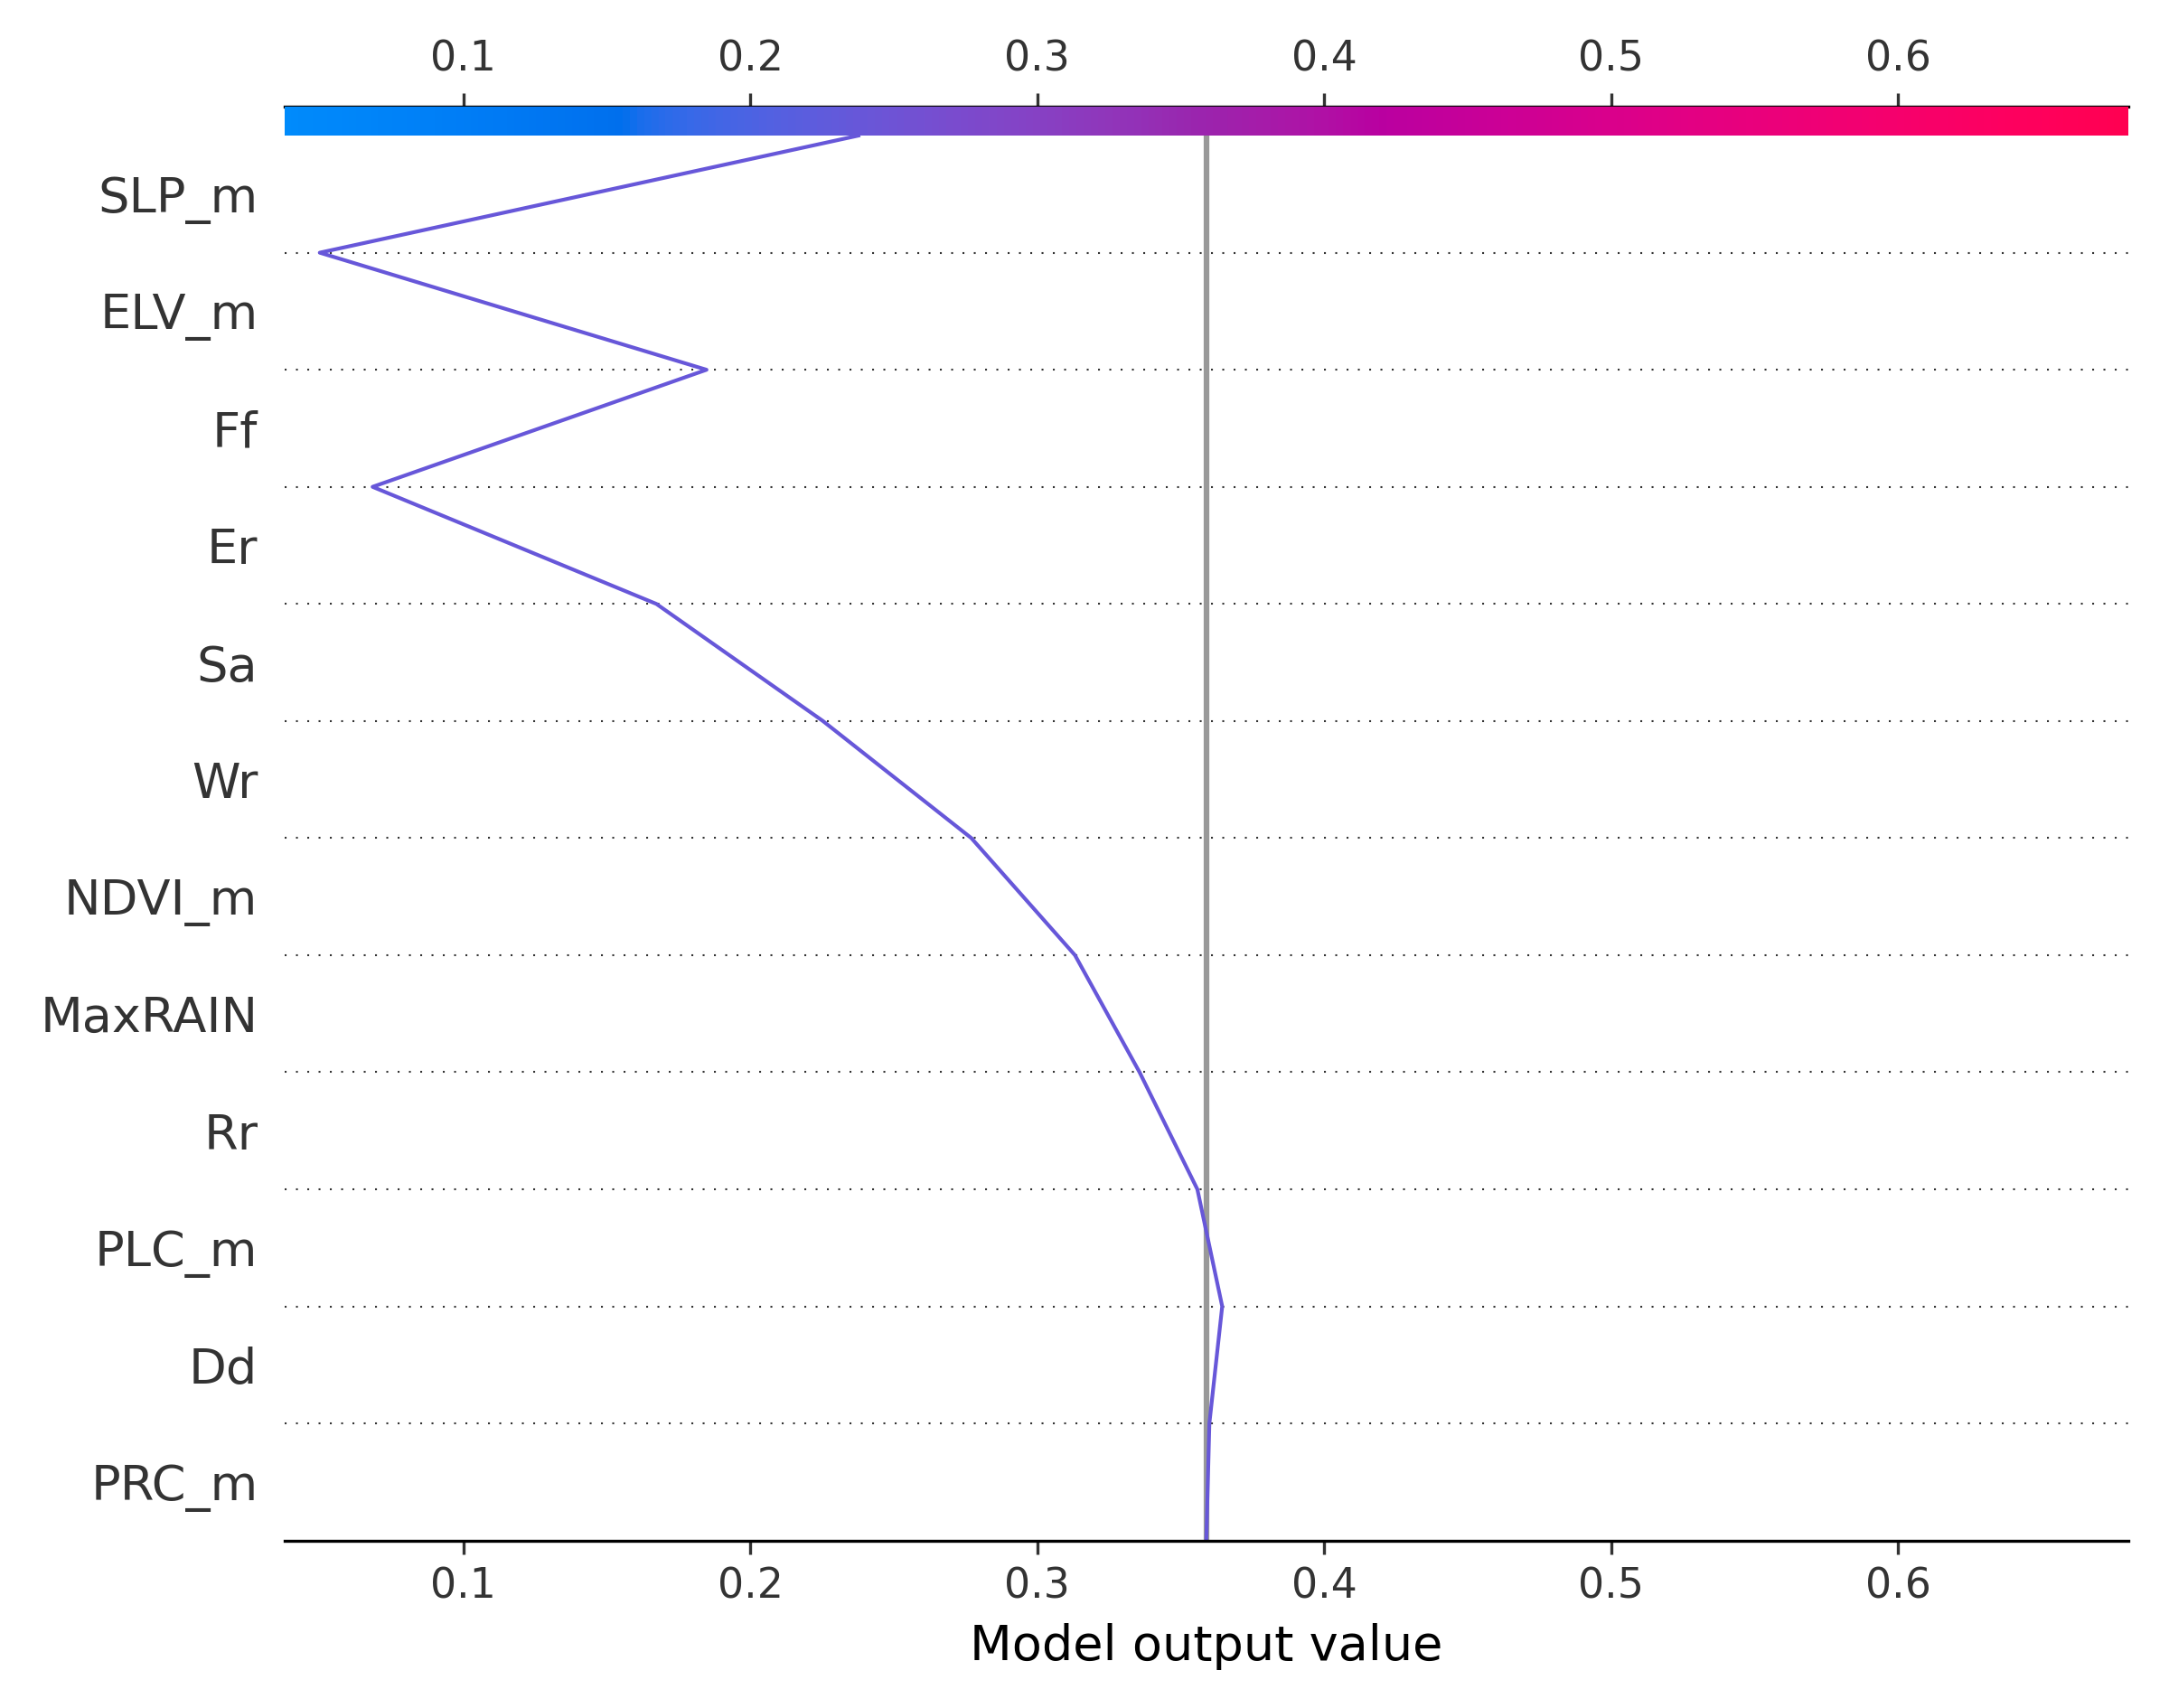 0.1 0.2 0.3 0.4 0.5 0.6
SLP_m
ELV_m
Ff
Er
Sa
Wr
NDVI_m
MaxRAIN
Rr
PLC_m
Dd
PRC_m
0.1 0.2 0.3 0.4 0.5 0.6
Model output value